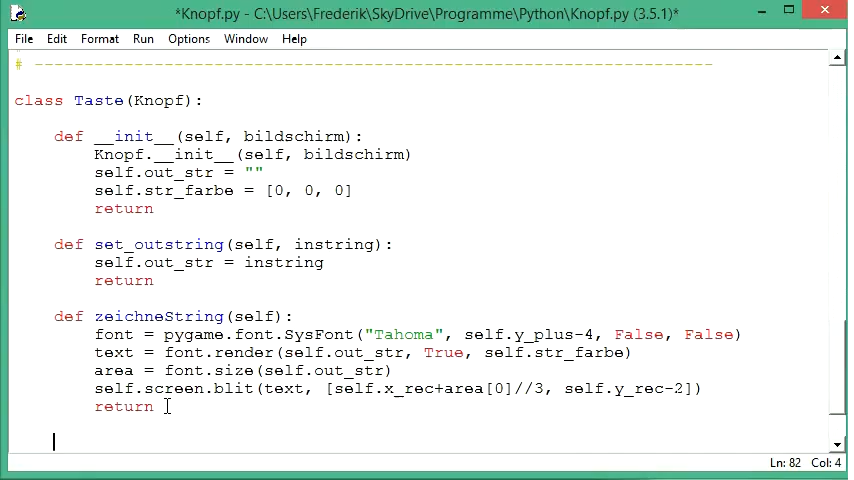 *Knopf.py - C:\Users\Frederik\SkyDrive\Programme\Python\Knopf.py (3.5.1)*
File Edit Format Run Options Window Help
# --------------------------------------------------------------------
class Taste(Knopf):
def __init__(self, bildschirm):
Knopf.__init__(self, bildschirm)
self.out_str = ""
self.str_farbe = [0, 0, 0]
return
def set_outstring(self, instring):
self.out_str = instring
return
def zeichneString(self):
font = pygame.font.SysFont("Tahoma", self.y_plus-4, False, False)
text = font.render(self.out_str, True, self.str_farbe)
area = font.size(self.out_str)
self.screen.blit(text, [self.x_rec+area[0]//3, self.y_rec-2])
return
Ln: 82 Col: 4